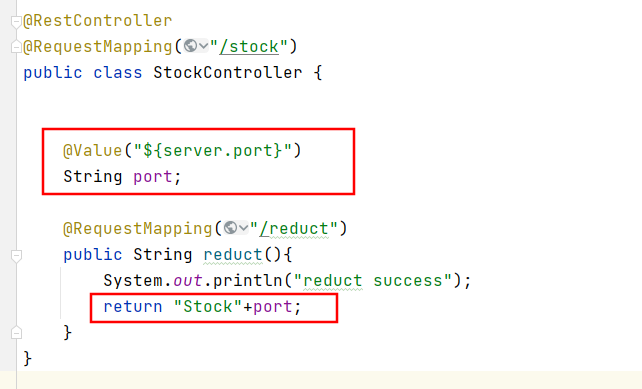 @RestController
@RequestMapping("/stock")
public class StockController {
@Value("${server.port}")
String port;
@RequestMapping("/reduct")
public String reduct(){
System.out.println("reduct success");
return "Stock"+port;
}
}